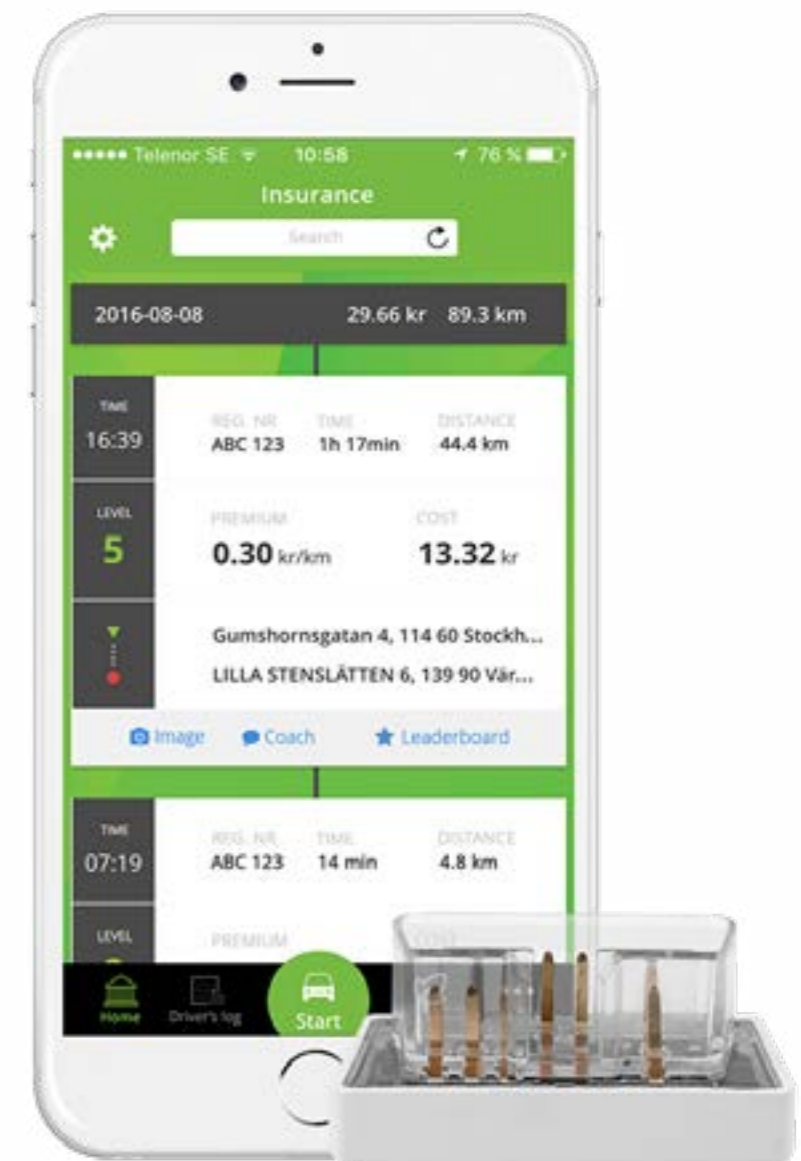 Telenor SE 10:58 76 %
Insurance
Search
2016-08-08 29.66 kr 89.3 km
TIME
16:39
REG. NR TIME DISTANCE
ABC 123 1h 17min 44.4 km
LEVEL
5
PREMIUM COST
0.30 kr/km 13.32 kr
Gumshornsgatan 4, 114 60 Stockh...
LILLA STENSLÄTTEN 6, 139 90 Vär...
Image Coach Leaderboard
TIME
07:19
REG. NR TIME DISTANCE
ABC 123 14 min 4.8 km
LEVEL
PREMIUM
Home Driver's log Start